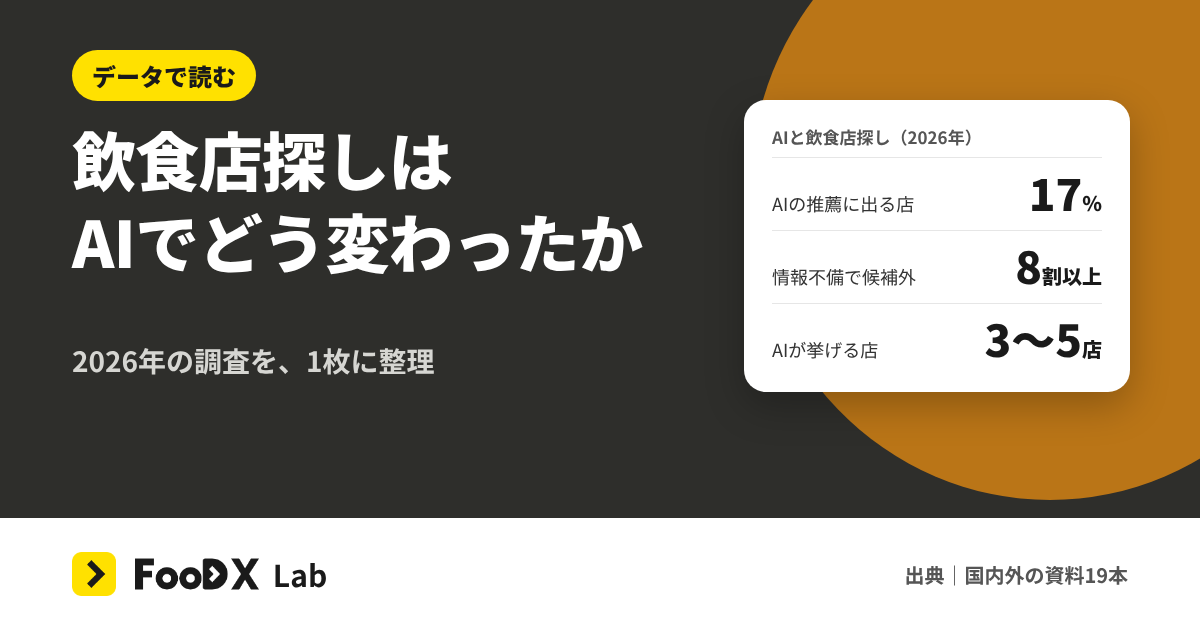 データで読む
飲食店探しは
AIでどう変わったか
2026年の調査を、1枚に整理
AIと飲食店探し（2026年）
AIの推薦に出る店 17%
情報不備で候補外 8割以上
AIが挙げる店 3〜5店
FooDX Lab
出典｜国内外の資料19本